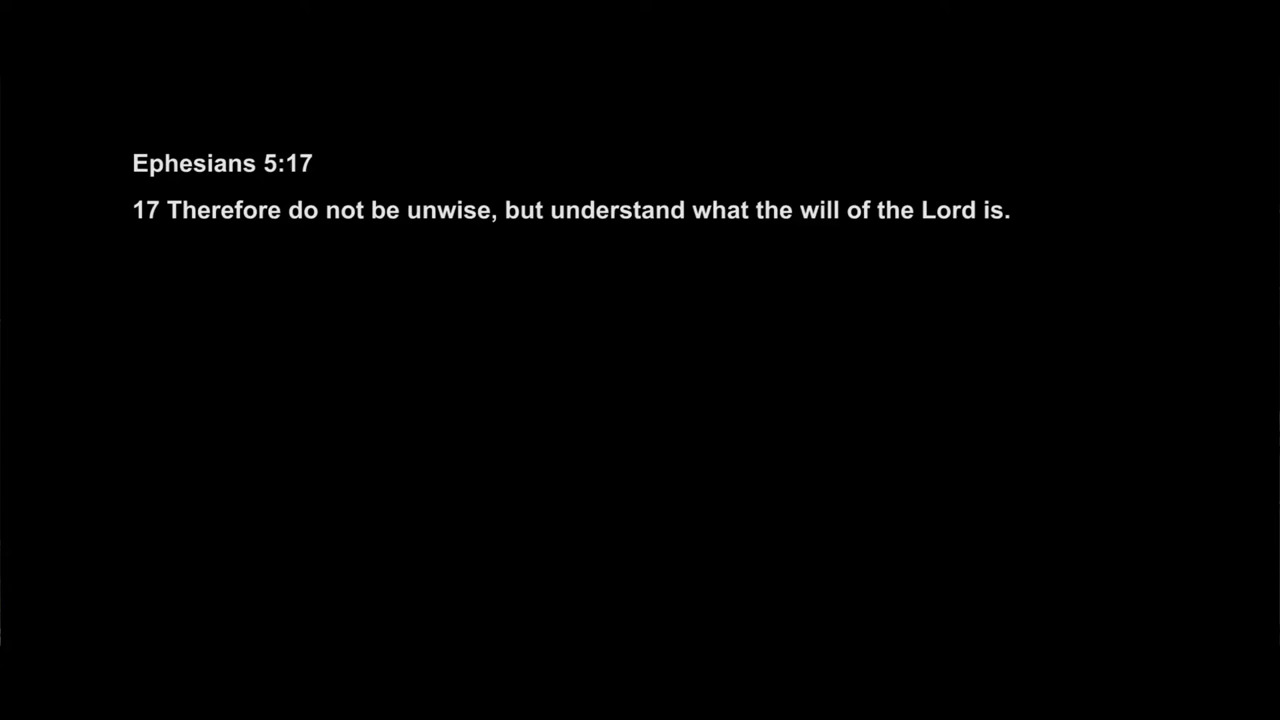 Ephesians 5:17
17 Therefore do not be unwise, but understand what the will of the Lord is.